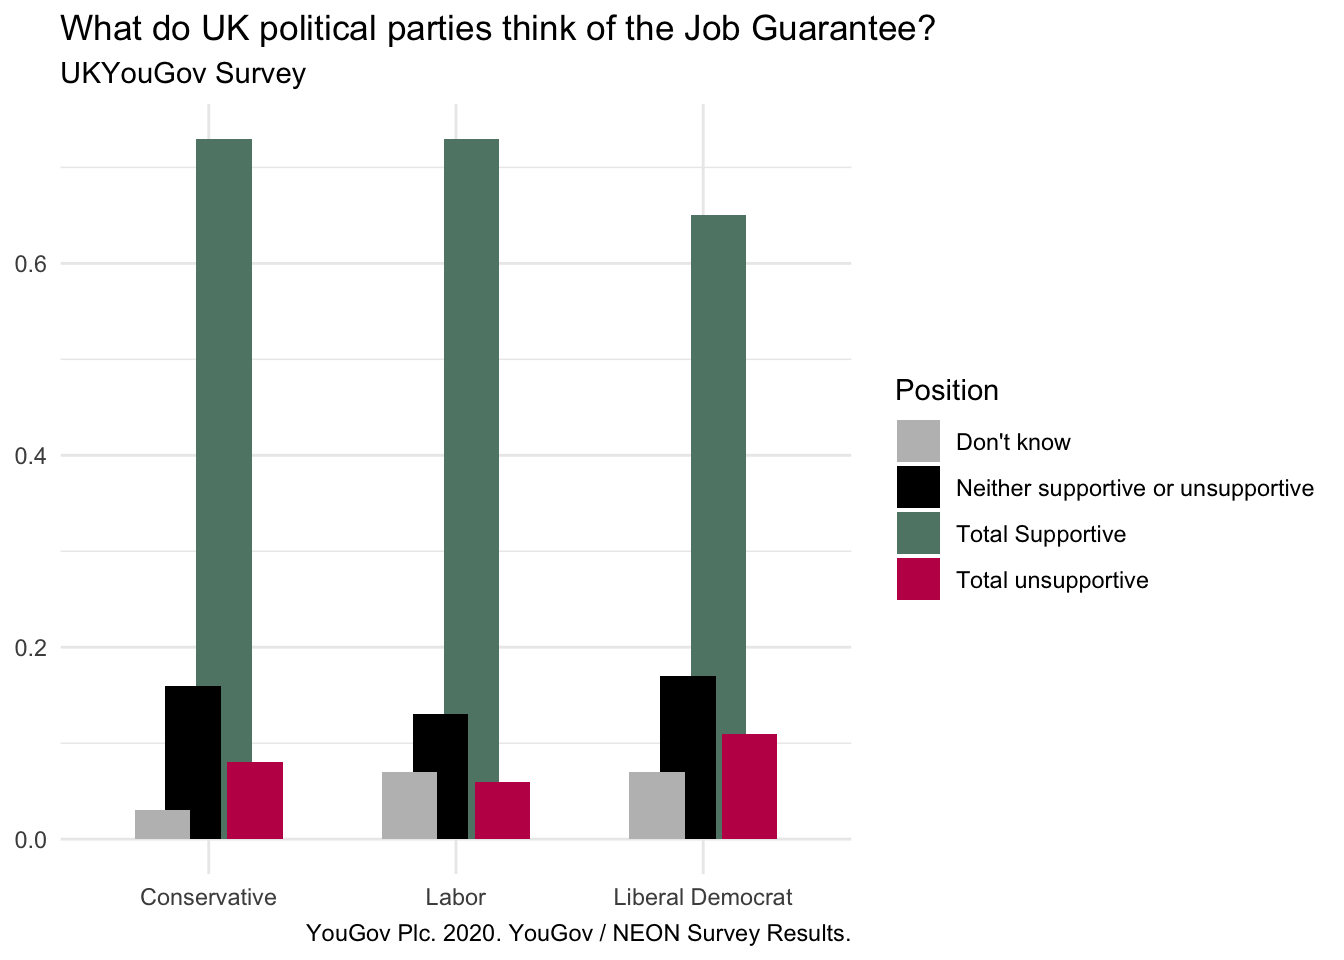 What do UK political parties think of the Job Guarantee?
UKYouGov Survey
0.6
0.4
0.2
0.0
Conservative
Labor
Liberal Democrat
YouGov Plc. 2020. YouGov / NEON Survey Results.
Position
Don't know
Neither supportive or unsupportive
Total Supportive
Total unsupportive